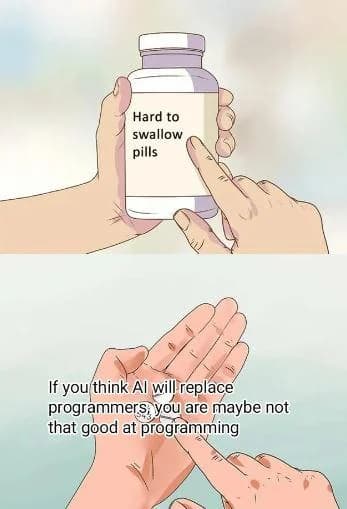 Hard to
swallow
pills
If you think AI will replace
programmers, you are maybe not
that good at programming